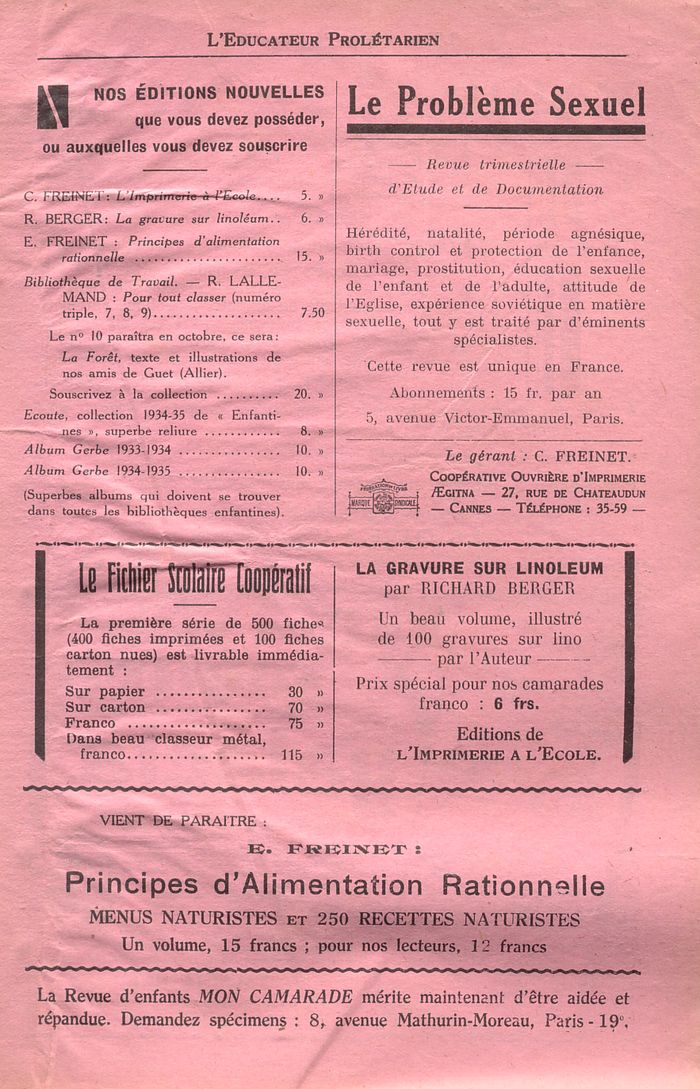 L'Educateur Prolétarien
NOS ÉDITIONS NOUVELLES
que vous devez posséder,
ou auxquelles vous devez souscrire
C. FREINET : L'Imprimerie à l'Ecole.... 5. »
R. BERGER: La gravure sur linoléum.. 6. »
E. FREINET : Principes d'alimentation
rationnelle ..................... 15. »
Bibliothèque de Travail. — R. LALLE-
MAND : Pour tout classer (numéro
triple, 7, 8, 9)................... 7.50
Le nº 10 paraîtra en octobre, ce sera:
La Forêt, texte et illustrations de
nos amis de Guet (Allier).
Souscrivez à la collection .......... 20. »
Ecoute, collection 1934-35 de « Enfanti-
nes », superbe reliure ............ 8. »
Album Gerbe 1933-1934 ............ 10. »
Album Gerbe 1934-1935 ............ 10. »
(Superbes albums qui doivent se trouver
dans toutes les bibliothèques enfantines).
Le Problème Sexuel
— Revue trimestrielle —
d'Etude et de Documentation
Hérédité, natalité, période agnésique,
birth control et protection de l'enfance,
mariage, prostitution, éducation sexuelle
de l'enfant et de l'adulte, attitude de
l'Eglise, expérience soviétique en matière
sexuelle, tout y est traité par d'éminents
spécialistes.
Cette revue est unique en France.
Abonnements : 15 fr. par an
5, avenue Victor-Emmanuel, Paris.
Le gérant : C. FREINET.
MARQUE SYNDICALE
COOPÉRATIVE OUVRIÈRE D'IMPRIMERIE
ÆGITNA — 27, RUE DE CHATEAUDUN
— CANNES — TÉLÉPHONE : 35-59 —
Le Fichier Scolaire Coopératif
La première série de 500 fiches
(400 fiches imprimées et 100 fiches
carton nues) est livrable immédia-
tement :
Sur papier ................ 30 »
Sur carton ................ 70 »
Franco .................... 75 »
Dans beau classeur métal,
franco.................... 115 »
LA GRAVURE SUR LINOLEUM
par RICHARD BERGER
Un beau volume, illustré
de 100 gravures sur lino
— par l'Auteur —
Prix spécial pour nos camarades
franco : 6 frs.
Editions de
L'IMPRIMERIE A L'ECOLE.
VIENT DE PARAITRE :
E. FREINET :
Principes d'Alimentation Rationnelle
MENUS NATURISTES ET 250 RECETTES NATURISTES
Un volume, 15 francs ; pour nos lecteurs, 12 francs
La Revue d'enfants MON CAMARADE mérite maintenant d'être aidée et
répandue. Demandez spécimens : 8, avenue Mathurin-Moreau, Paris - 19e.